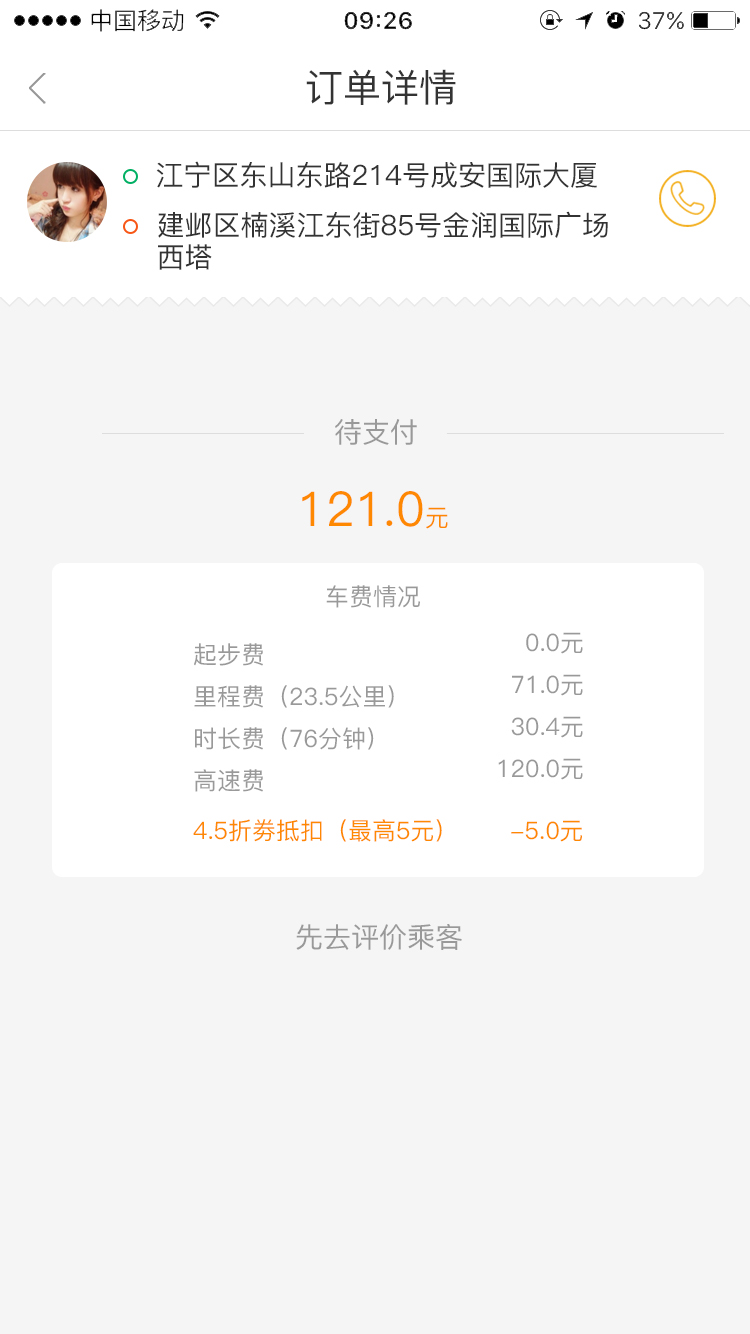 中国移动 09:26 37%
订单详情
江宁区东山东路214号成安国际大厦
建邺区楠溪江东街85号金润国际广场
西塔
待支付
121.0元
车费情况
起步费 0.0元
里程费（23.5公里） 71.0元
时长费（76分钟） 30.4元
高速费 120.0元
4.5折券抵扣（最高5元） -5.0元
先去评价乘客